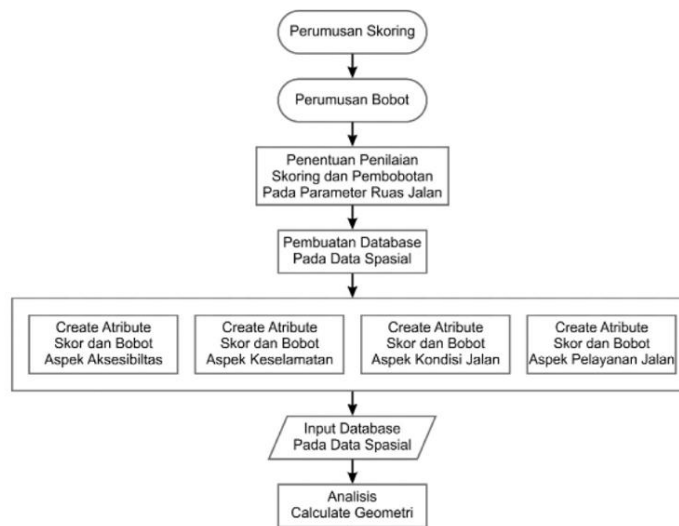 Perumusan Skoring
Perumusan Bobot
Penentuan Penilaian
Skoring dan Pembobotan
Pada Parameter Ruas Jalan
Pembuatan Database
Pada Data Spasial
Create Atribute
Skor dan Bobot
Aspek Aksesibiltas
Create Atribute
Skor dan Bobot
Aspek Keselamatan
Create Atribute
Skor dan Bobot
Aspek Kondisi Jalan
Create Atribute
Skor dan Bobot
Aspek Pelayanan Jalan
Input Database
Pada Data Spasial
Analisis
Calculate Geometri